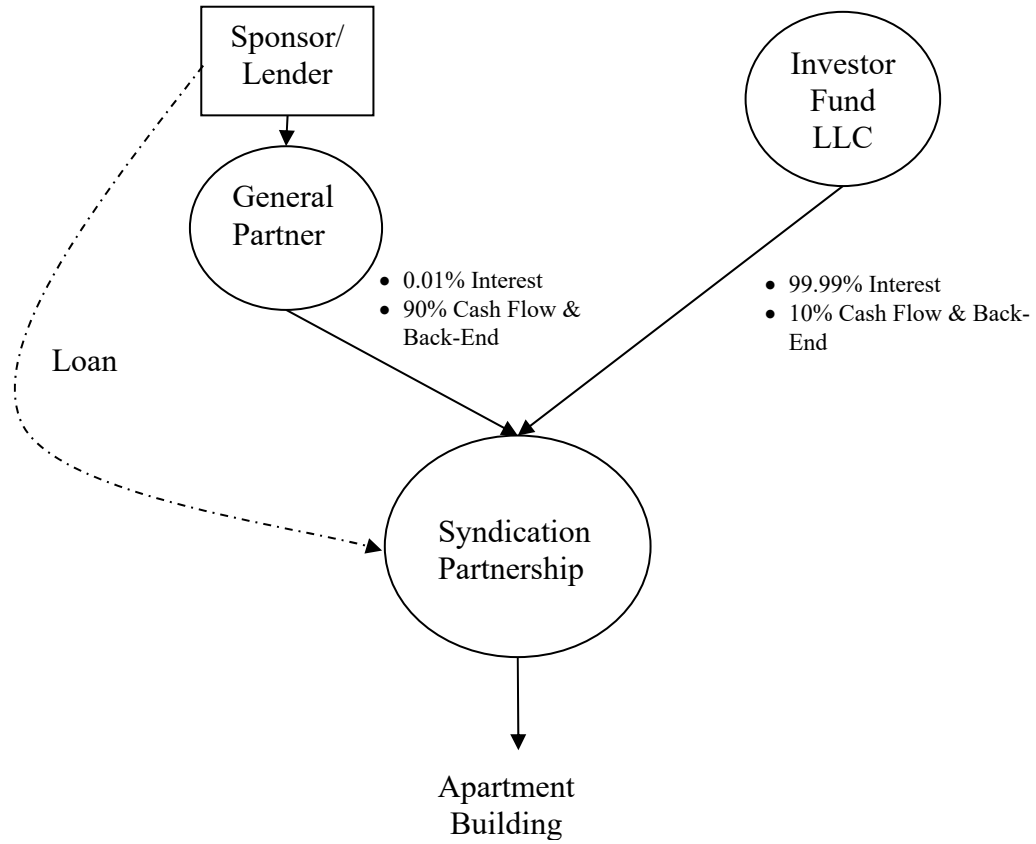 Sponsor/
Lender
Investor
Fund
LLC
General
Partner
• 0.01% Interest
• 90% Cash Flow &
Back-End
• 99.99% Interest
• 10% Cash Flow & Back-
End
Loan
Syndication
Partnership
Apartment
Building